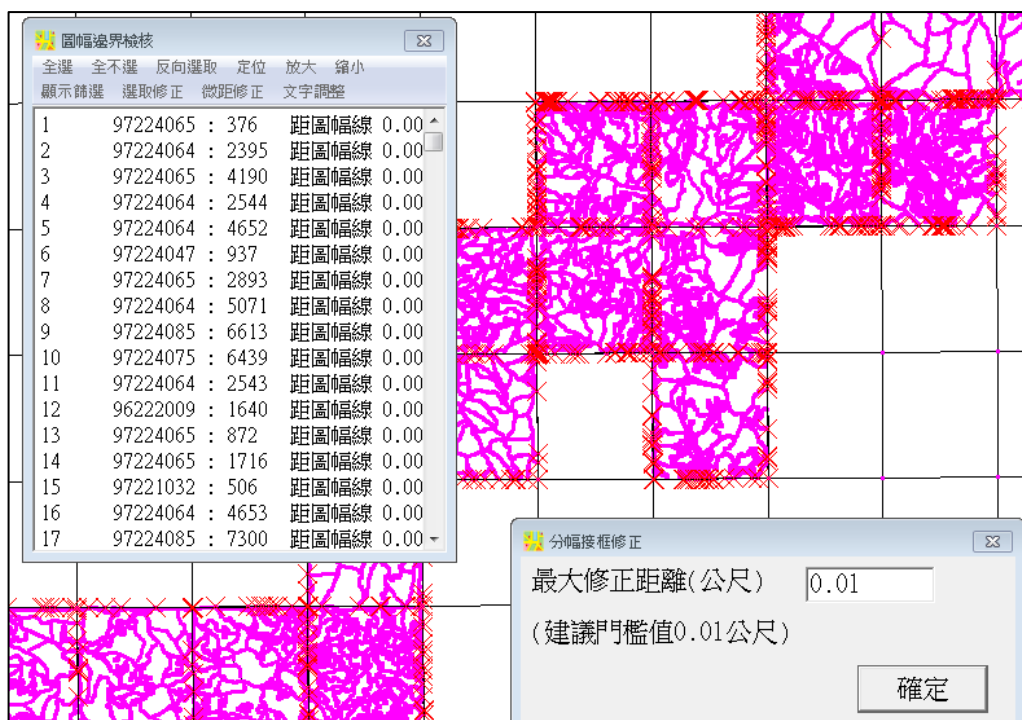 圖幅邊界檢核
全選 全不選 反向選取 定位 放大 縮小
顯示篩選 選取修正 微距修正 文字調整
1 97224065 : 376 距圖幅線 0.00
2 97224064 : 2395 距圖幅線 0.00
3 97224065 : 4190 距圖幅線 0.00
4 97224064 : 2544 距圖幅線 0.00
5 97224064 : 4652 距圖幅線 0.00
6 97224047 : 937 距圖幅線 0.00
7 97224065 : 2893 距圖幅線 0.00
8 97224064 : 5071 距圖幅線 0.00
9 97224085 : 6613 距圖幅線 0.00
10 97224075 : 6439 距圖幅線 0.00
11 97224064 : 2543 距圖幅線 0.00
12 96222009 : 1640 距圖幅線 0.00
13 97224065 : 872 距圖幅線 0.00
14 97224065 : 1716 距圖幅線 0.00
15 97221032 : 506 距圖幅線 0.00
16 97224064 : 4653 距圖幅線 0.00
17 97224085 : 7300 距圖幅線 0.00
分幅接框修正
最大修正距離(公尺) 0.01
(建議門檻值0.01公尺)
確定